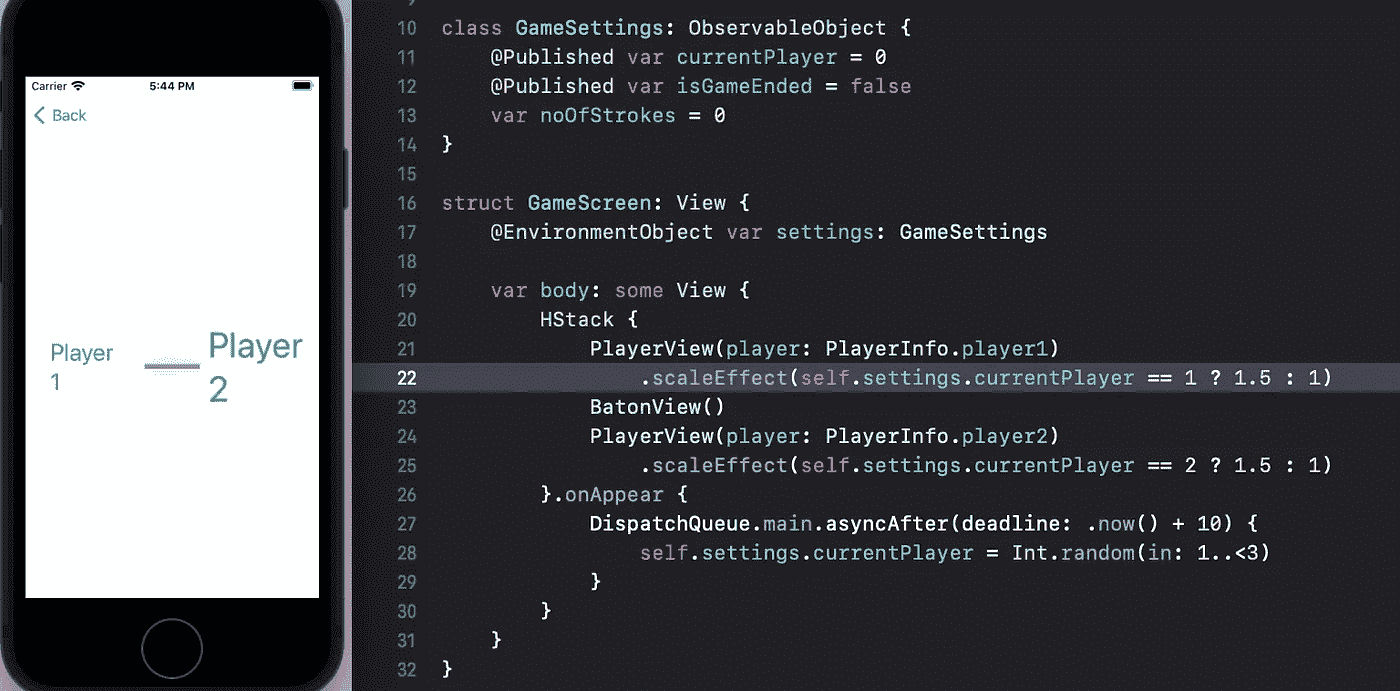 Carrier 5:44 PM
Back
Player
1
Player
2
9
10 class GameSettings: ObservableObject {
11 @Published var currentPlayer = 0
12 @Published var isGameEnded = false
13 var noOfStrokes = 0
14 }
15
16 struct GameScreen: View {
17 @EnvironmentObject var settings: GameSettings
18
19 var body: some View {
20 HStack {
21 PlayerView(player: PlayerInfo.player1)
22 .scaleEffect(self.settings.currentPlayer == 1 ? 1.5 : 1)
23 BatonView()
24 PlayerView(player: PlayerInfo.player2)
25 .scaleEffect(self.settings.currentPlayer == 2 ? 1.5 : 1)
26 }.onAppear {
27 DispatchQueue.main.asyncAfter(deadline: .now() + 10) {
28 self.settings.currentPlayer = Int.random(in: 1..<3)
29 }
30 }
31 }
32 }